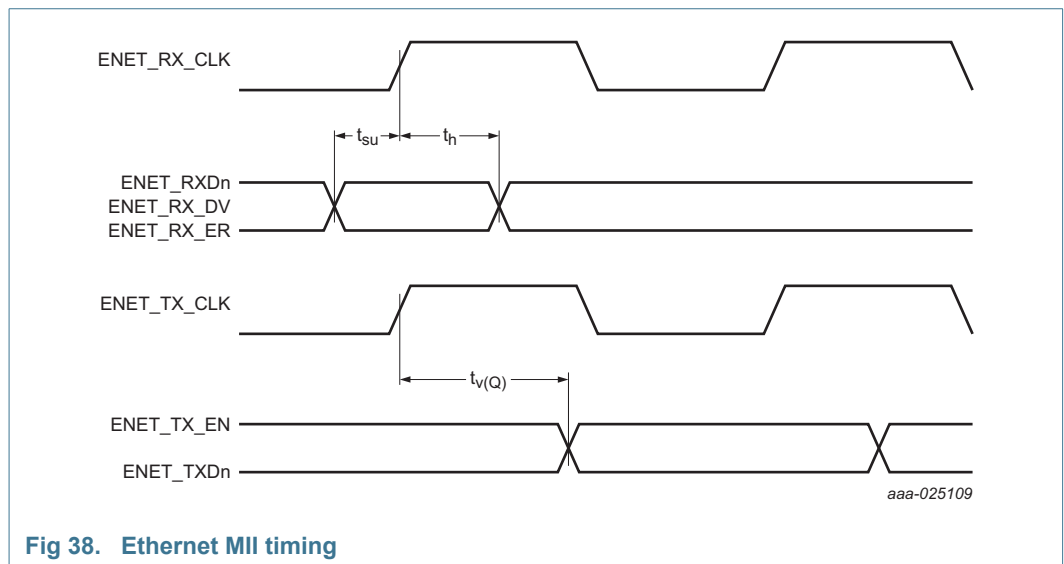 ENET_RX_CLK
tsu
th
ENET_RXDn
ENET_RX_DV
ENET_RX_ER
ENET_TX_CLK
tv(Q)
ENET_TX_EN
ENET_TXDn
aaa-025109
Fig 38. Ethernet MII timing